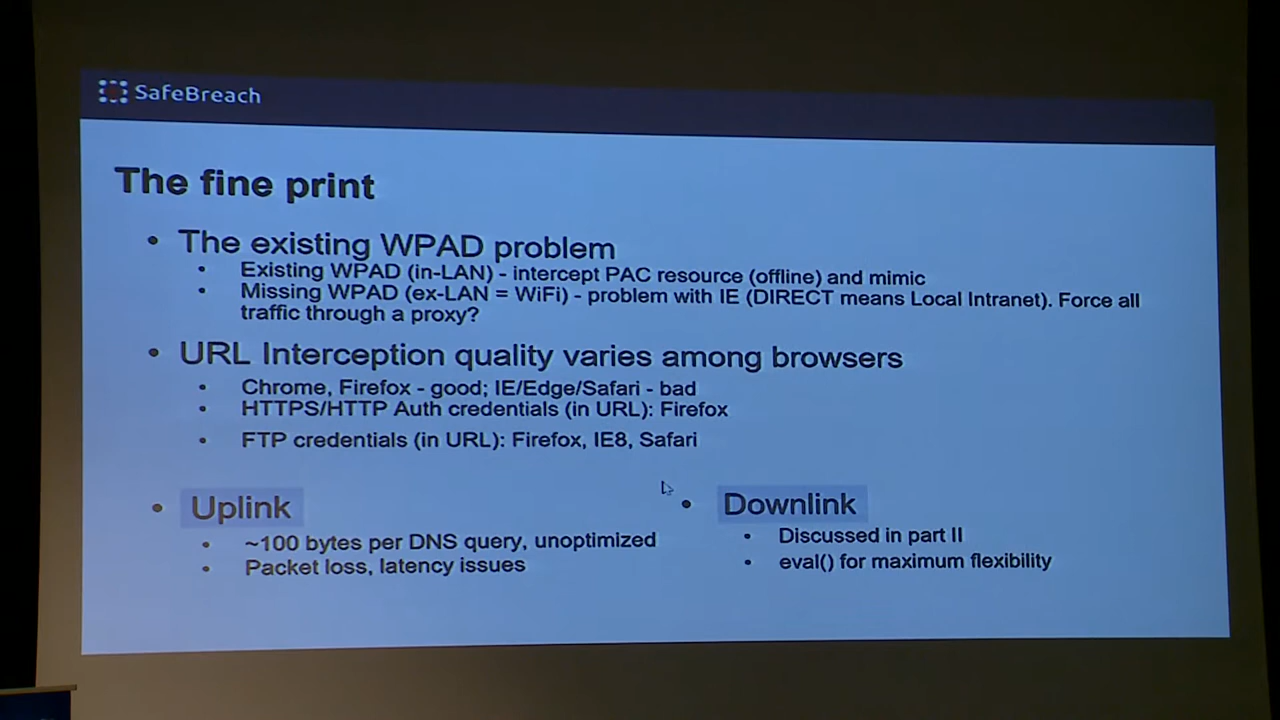 SafeBreach
The fine print
• The existing WPAD problem
• Existing WPAD (in-LAN) - intercept PAC resource (offline) and mimic
• Missing WPAD (ex-LAN = WiFi) - problem with IE (DIRECT means Local Intranet). Force all
traffic through a proxy?
• URL Interception quality varies among browsers
• Chrome, Firefox - good; IE/Edge/Safari - bad
• HTTPS/HTTP Auth credentials (in URL): Firefox
• FTP credentials (in URL): Firefox, IE8, Safari
• Uplink
• ~100 bytes per DNS query, unoptimized
• Packet loss, latency issues
• Downlink
• Discussed in part II
• eval() for maximum flexibility